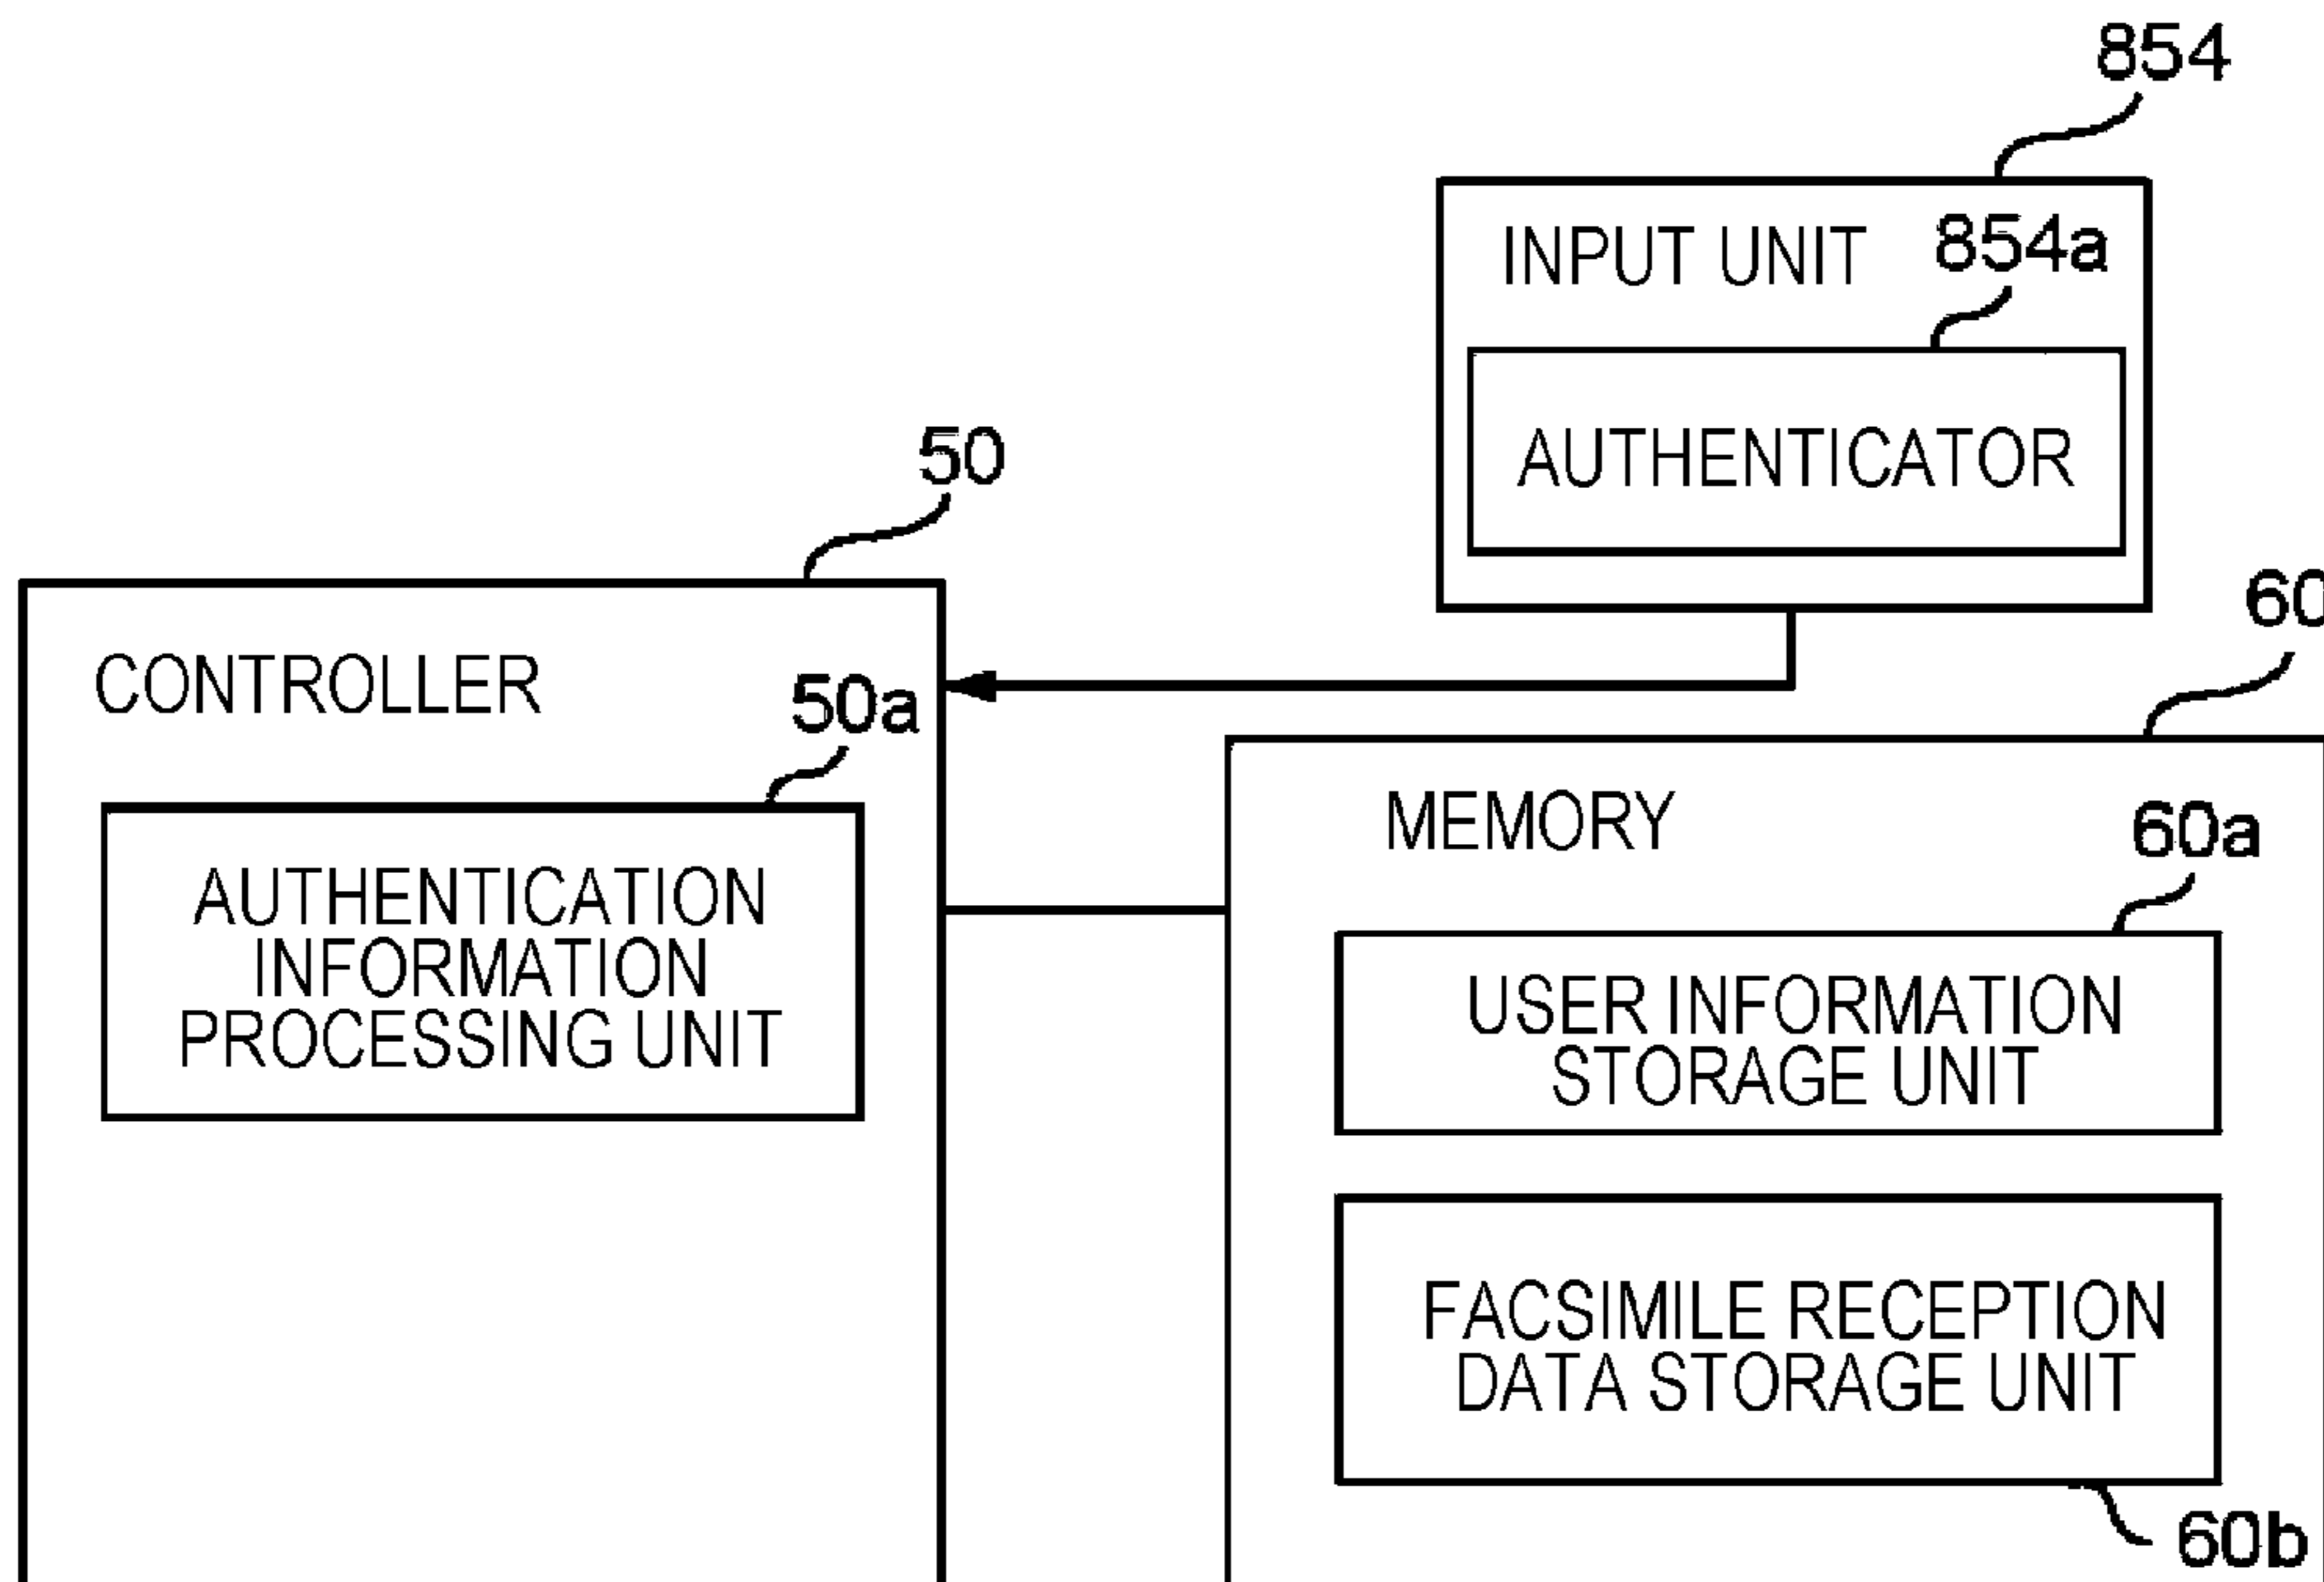 854
INPUT UNIT
854a
AUTHENTICATOR
50
CONTROLLER
50a
AUTHENTICATION
INFORMATION
PROCESSING UNIT
60
MEMORY
60a
USER INFORMATION
STORAGE UNIT
FACSIMILE RECEPTION
DATA STORAGE UNIT
60b